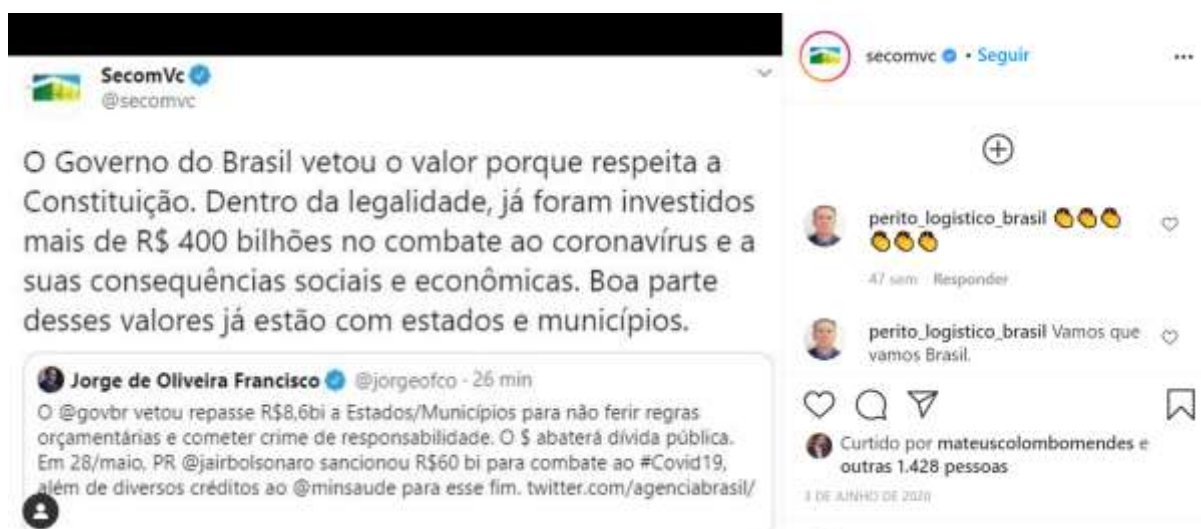 SecomVc
@secomvc
O Governo do Brasil vetou o valor porque respeita a
Constituição. Dentro da legalidade, já foram investidos
mais de R$ 400 bilhões no combate ao coronavírus e a
suas consequências sociais e econômicas. Boa parte
desses valores já estão com estados e municípios.
Jorge de Oliveira Francisco @jorgeofco - 26 min
O @govbr vetou repasse R$8,6bi a Estados/Municípios para não ferir regras
orçamentárias e cometer crime de responsabilidade. O $ abaterá dívida pública.
Em 28/maio, PR @jairbolsonaro sancionou R$60 bi para combate ao #Covid19,
além de diversos créditos ao @minsaude para esse fim. twitter.com/agenciabrasil/
secomvc • Seguir
perito_logistico_brasil 👏👏👏
👏👏👏
47 sem Responder
perito_logistico_brasil Vamos que
vamos Brasil.
Curtido por mateuscolombomendes e
outras 1.428 pessoas
3 DE JUNHO DE 2020